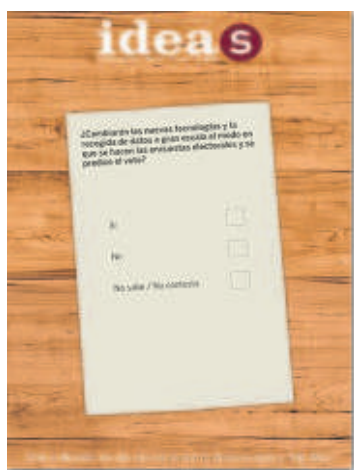 ideas
¿Cambiarán las nuevas tecnologías y la
recogida de datos a gran escala el modo en
que se hacen las encuestas electorales y se
predice el voto?
Sí
No
No sabe / No contesta